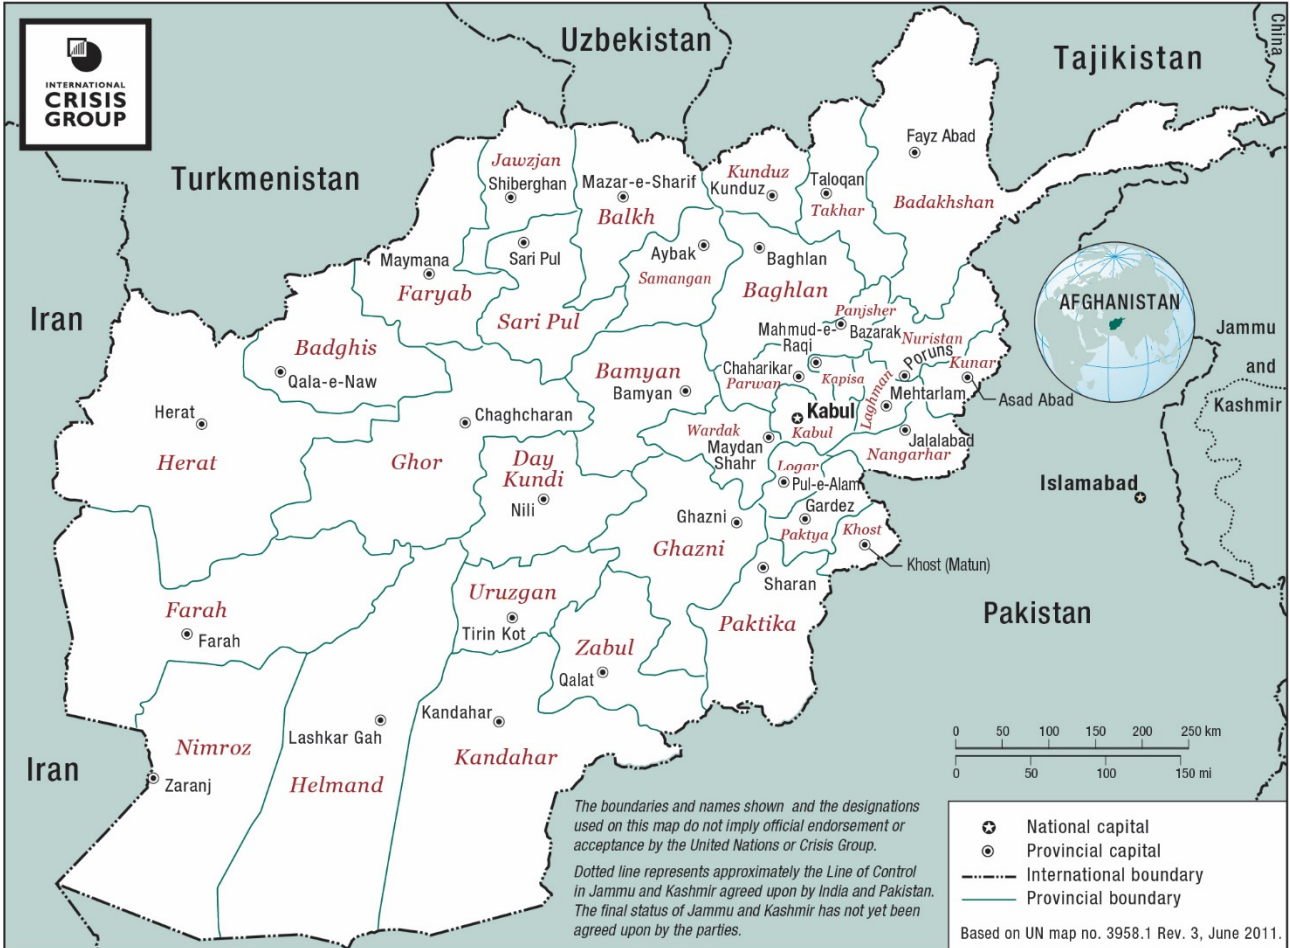 INTERNATIONAL
CRISIS
GROUP
Uzbekistan
Tajikistan
China
Turkmenistan
Iran
Jawzjan
Shiberghan
Mazar-e-Sharif
Balkh
Kunduz
Kunduz
Taloqan
Takhar
Fayz Abad
Badakhshan
Maymana
Faryab
Sari Pul
Sari Pul
Aybak
Samangan
Baghlan
Baghlan
Panjsher
Bazarak
Mahmud-e-
Raqi
Nuristan
Poruns
Kunar
Asad Abad
AFGHANISTAN
Jammu
and
Kashmir
Badghis
Qala-e-Naw
Bamyan
Bamyan
Chaharikar
Parwan
Kapisa
Laghman
Mehtarlam
Herat
Herat
Chaghcharan
Ghor
Day
Kundi
Nili
Wardak
Maydan
Shahr
Kabul
Kabul
Jalalabad
Nangarhar
Logar
Pul-e-Alam
Islamabad
Ghazni
Ghazni
Gardez
Paktya
Khost
Khost (Matun)
Sharan
Paktika
Pakistan
Farah
Farah
Uruzgan
Tirin Kot
Zabul
Qalat
Iran
Nimroz
Zaranj
Lashkar Gah
Helmand
Kandahar
Kandahar
0 50 100 150 200 250 km
0 50 100 150 mi
The boundaries and names shown and the designations
used on this map do not imply official endorsement or
acceptance by the United Nations or Crisis Group.
Dotted line represents approximately the Line of Control
in Jammu and Kashmir agreed upon by India and Pakistan.
The final status of Jammu and Kashmir has not yet been
agreed upon by the parties.
National capital
Provincial capital
International boundary
Provincial boundary
Based on UN map no. 3958.1 Rev. 3, June 2011.